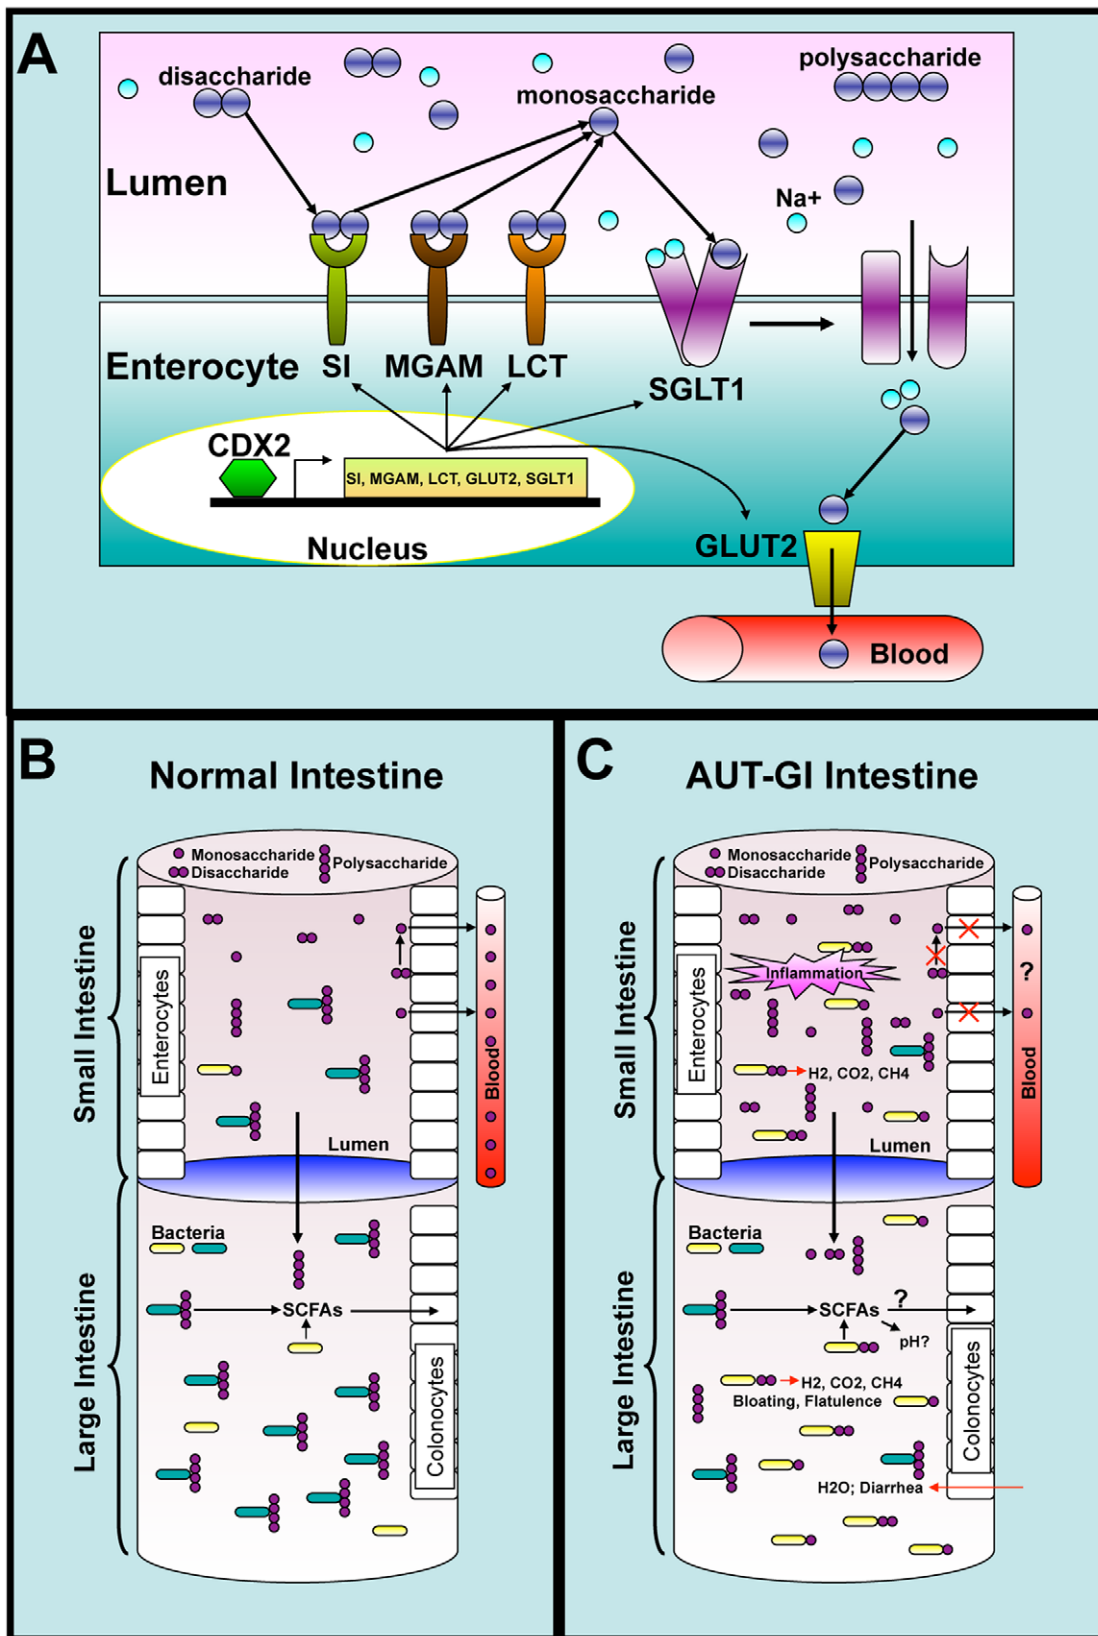 A
disaccharide
monosaccharide
polysaccharide
Lumen
Na+
Enterocyte
SI
MGAM
LCT
SGLT1
CDX2
SI, MGAM, LCT, GLUT2, SGLT1
Nucleus
GLUT2
Blood
B
Normal Intestine
Monosaccharide
Disaccharide
Polysaccharide
Small Intestine
Enterocytes
Blood
Lumen
Large Intestine
Bacteria
SCFAs
Colonocytes
C
AUT-GI Intestine
Monosaccharide
Disaccharide
Polysaccharide
Small Intestine
Enterocytes
Inflammation
?
Blood
H2, CO2, CH4
Lumen
Large Intestine
Bacteria
SCFAs
?
pH?
H2, CO2, CH4
Bloating, Flatulence
Colonocytes
H2O; Diarrhea